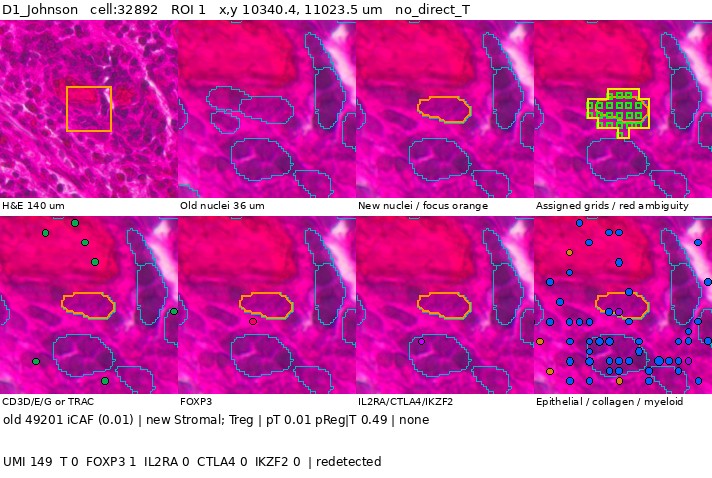 D1_Johnson cell:32892 ROI 1 x,y 10340.4, 11023.5 um no_direct_T
H&E 140 um
Old nuclei 36 um
New nuclei / focus orange
Assigned grids / red ambiguity
CD3D/E/G or TRAC
FOXP3
IL2RA/CTLA4/IKZF2
Epithelial / collagen / myeloid
old 49201 iCAF (0.01) | new Stromal; Treg | pT 0.01 pReg|T 0.49 | none
UMI 149 T 0 FOXP3 1 IL2RA 0 CTLA4 0 IKZF2 0 | redetected